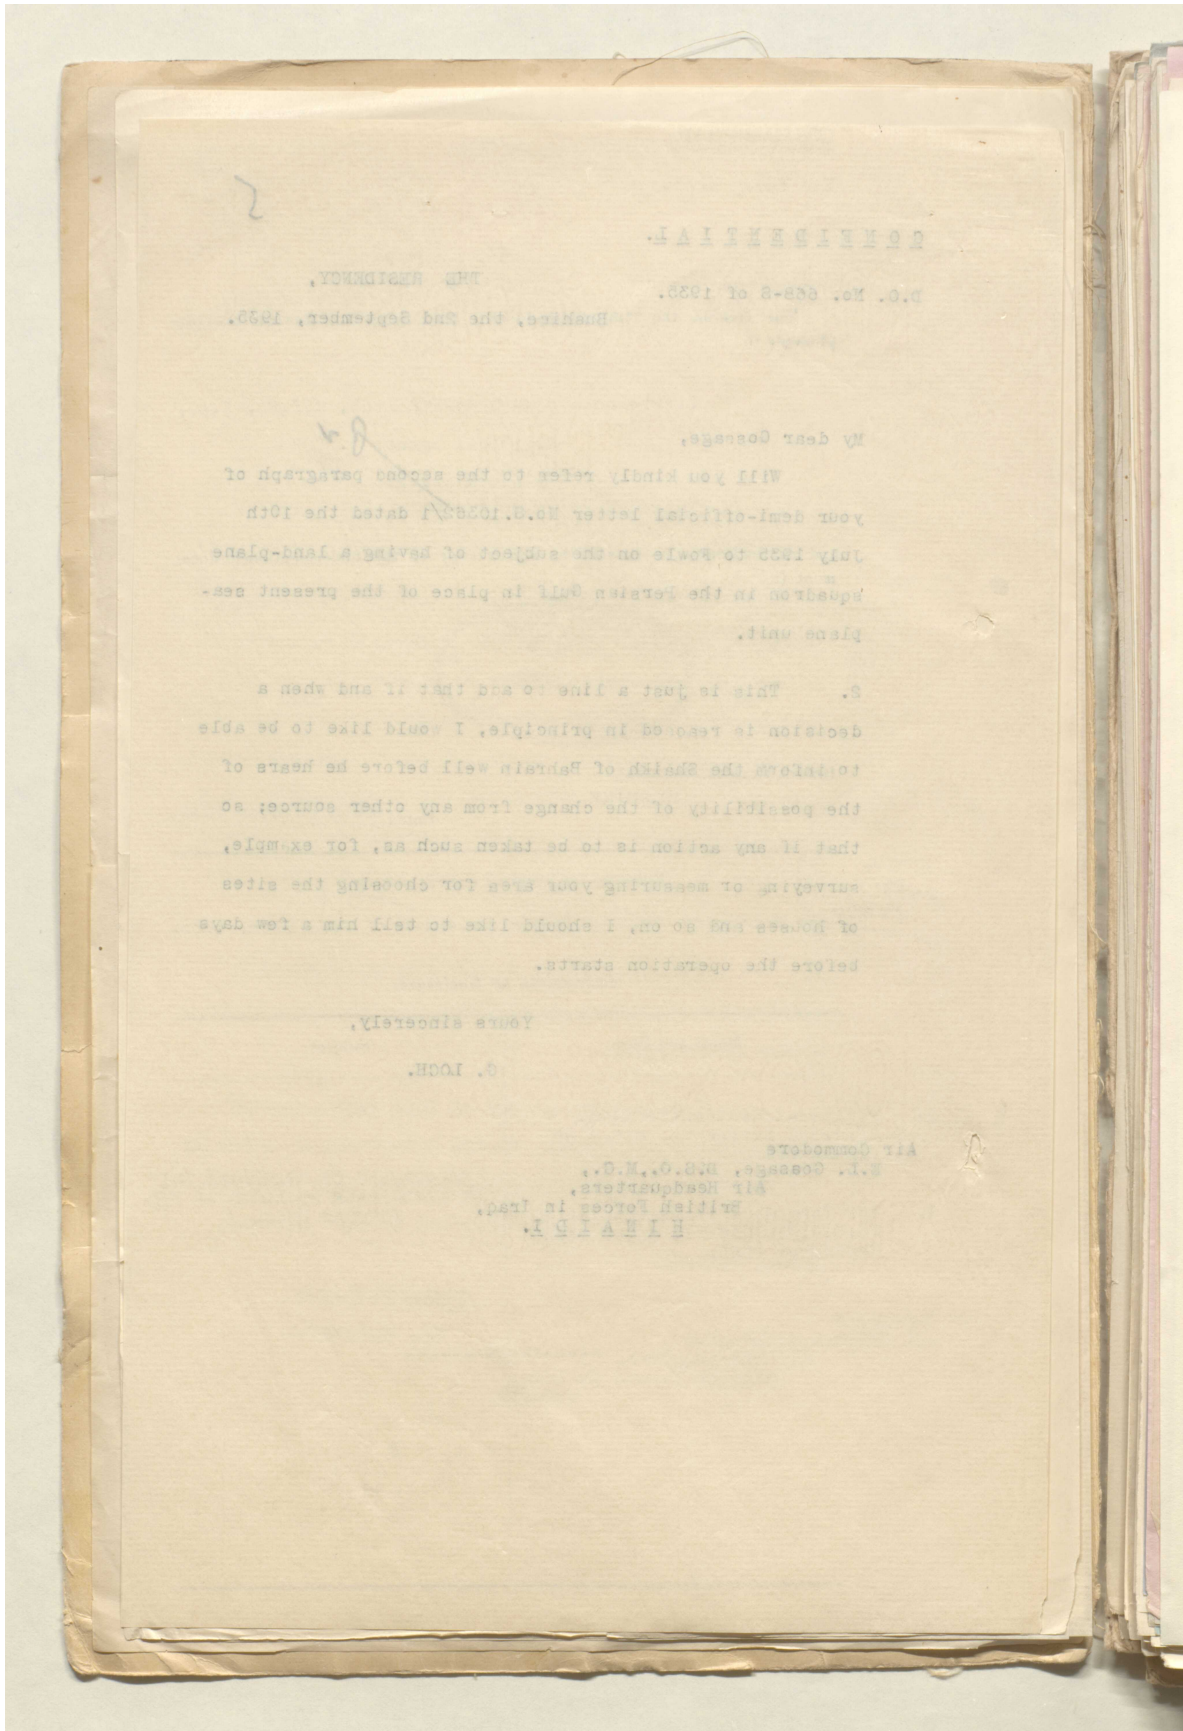 5
CONFIDENTIAL.
THE RESIDENCY,
D.O. No. 668-S of 1935.
Bushire, the 2nd September, 1935.
My dear Gossage,
Will you kindly refer to the second paragraph of
your demi-official letter dated the 10th
July 1935 to Fowle on the subject of having a land-plane
squadron in the Persian Gulf in place of the present sea-
plane unit.
2. This is just a line to add that if and when a
decision is reached in principle, I would like to be able
to inform the Shaikh of Bahrain well before he hears of
the possibility of the change from any other source; so
that if any action is to be taken such as, for example,
surveying or measuring your area for choosing the sites
of houses and so on, I should like to tell him a few days
before the operation starts.
Yours sincerely,
G. LOCH.
Air Commodore
E.L. Gossage, D.S.O.,M.C.,
Air Headquarters,
British Forces in Iraq,
HINAIDI.